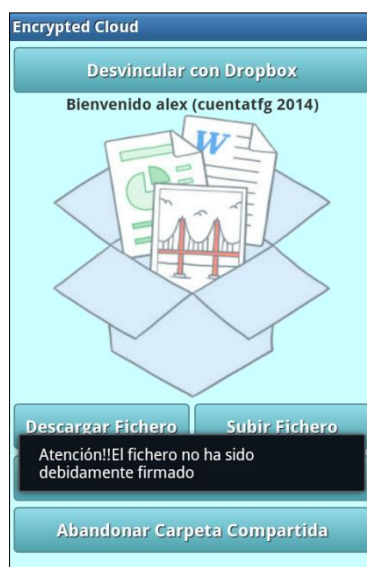 Encrypted Cloud
Desvincular con Dropbox
Bienvenido alex (cuentatfg 2014)
W
Descargar Fichero
Subir Fichero
Atención!!El fichero no ha sido
debidamente firmado
Abandonar Carpeta Compartida